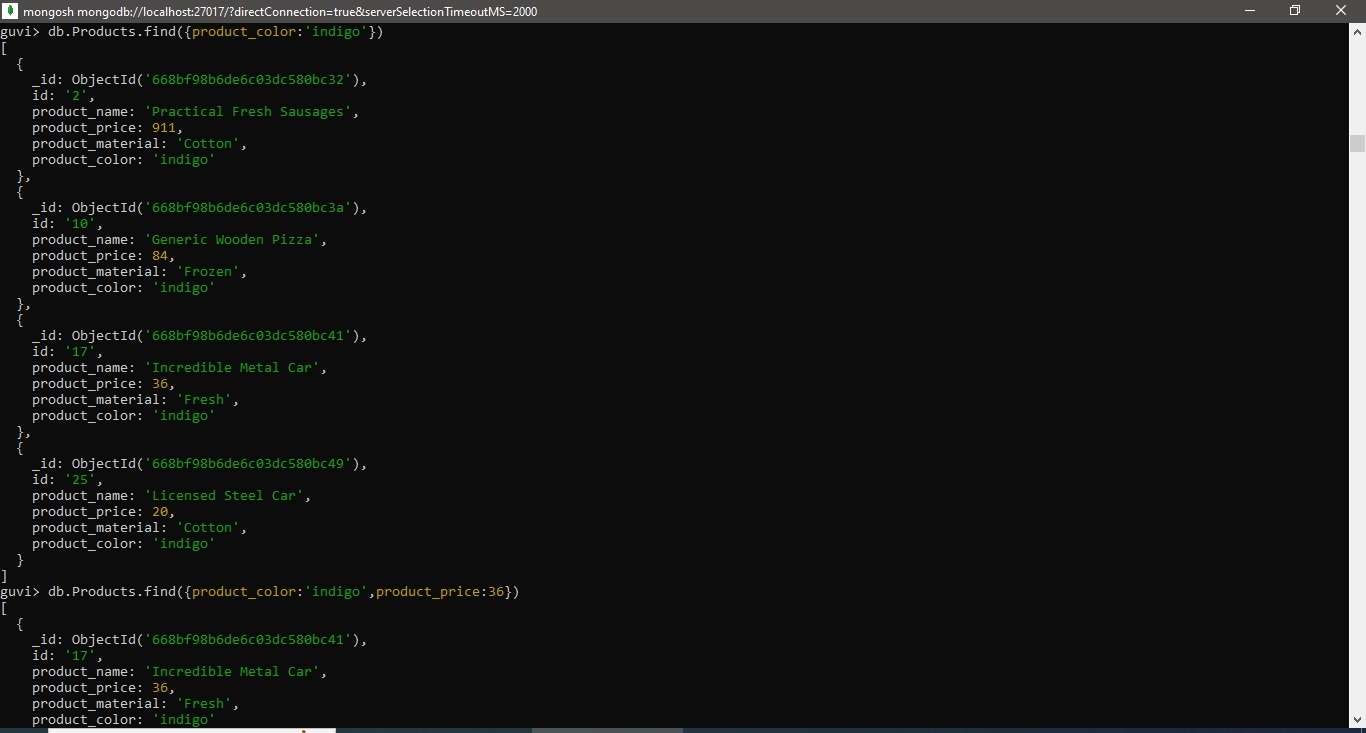 mongosh mongodb://localhost:27017/?directConnection=true&serverSelectionTimeoutMS=2000
guvi> db.Products.find({product_color:'indigo'})
[
  {
    _id: ObjectId('668bf98b6de6c03dc580bc32'),
    id: '2',
    product_name: 'Practical Fresh Sausages',
    product_price: 911,
    product_material: 'Cotton',
    product_color: 'indigo'
  },
  {
    _id: ObjectId('668bf98b6de6c03dc580bc3a'),
    id: '10',
    product_name: 'Generic Wooden Pizza',
    product_price: 84,
    product_material: 'Frozen',
    product_color: 'indigo'
  },
  {
    _id: ObjectId('668bf98b6de6c03dc580bc41'),
    id: '17',
    product_name: 'Incredible Metal Car',
    product_price: 36,
    product_material: 'Fresh',
    product_color: 'indigo'
  },
  {
    _id: ObjectId('668bf98b6de6c03dc580bc49'),
    id: '25',
    product_name: 'Licensed Steel Car',
    product_price: 20,
    product_material: 'Cotton',
    product_color: 'indigo'
  }
]
guvi> db.Products.find({product_color:'indigo',product_price:36})
[
  {
    _id: ObjectId('668bf98b6de6c03dc580bc41'),
    id: '17',
    product_name: 'Incredible Metal Car',
    product_price: 36,
    product_material: 'Fresh',
    product_color: 'indigo'